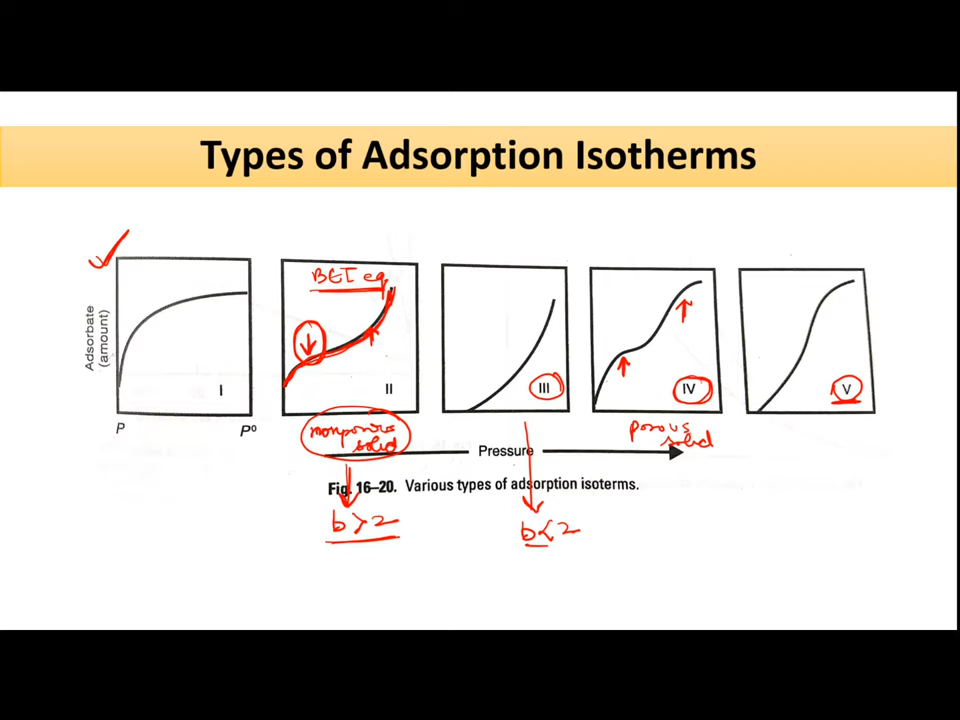 Types of Adsorption Isotherms
BET eq
Adsorbate
(amount)
I
II
III
IV
V
P
P⁰
nonporous
solid
porous
solid
Pressure
Fig. 16–20. Various types of adsorption isoterms.
b>2
b<2